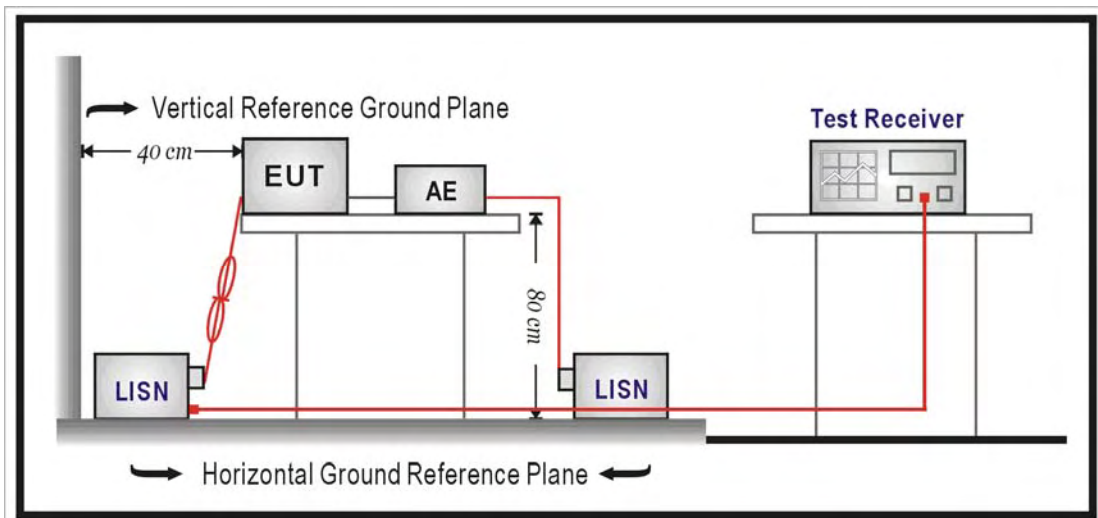 Vertical Reference Ground Plane
40 cm
EUT
AE
Test Receiver
80 cm
LISN
LISN
Horizontal Ground Reference Plane